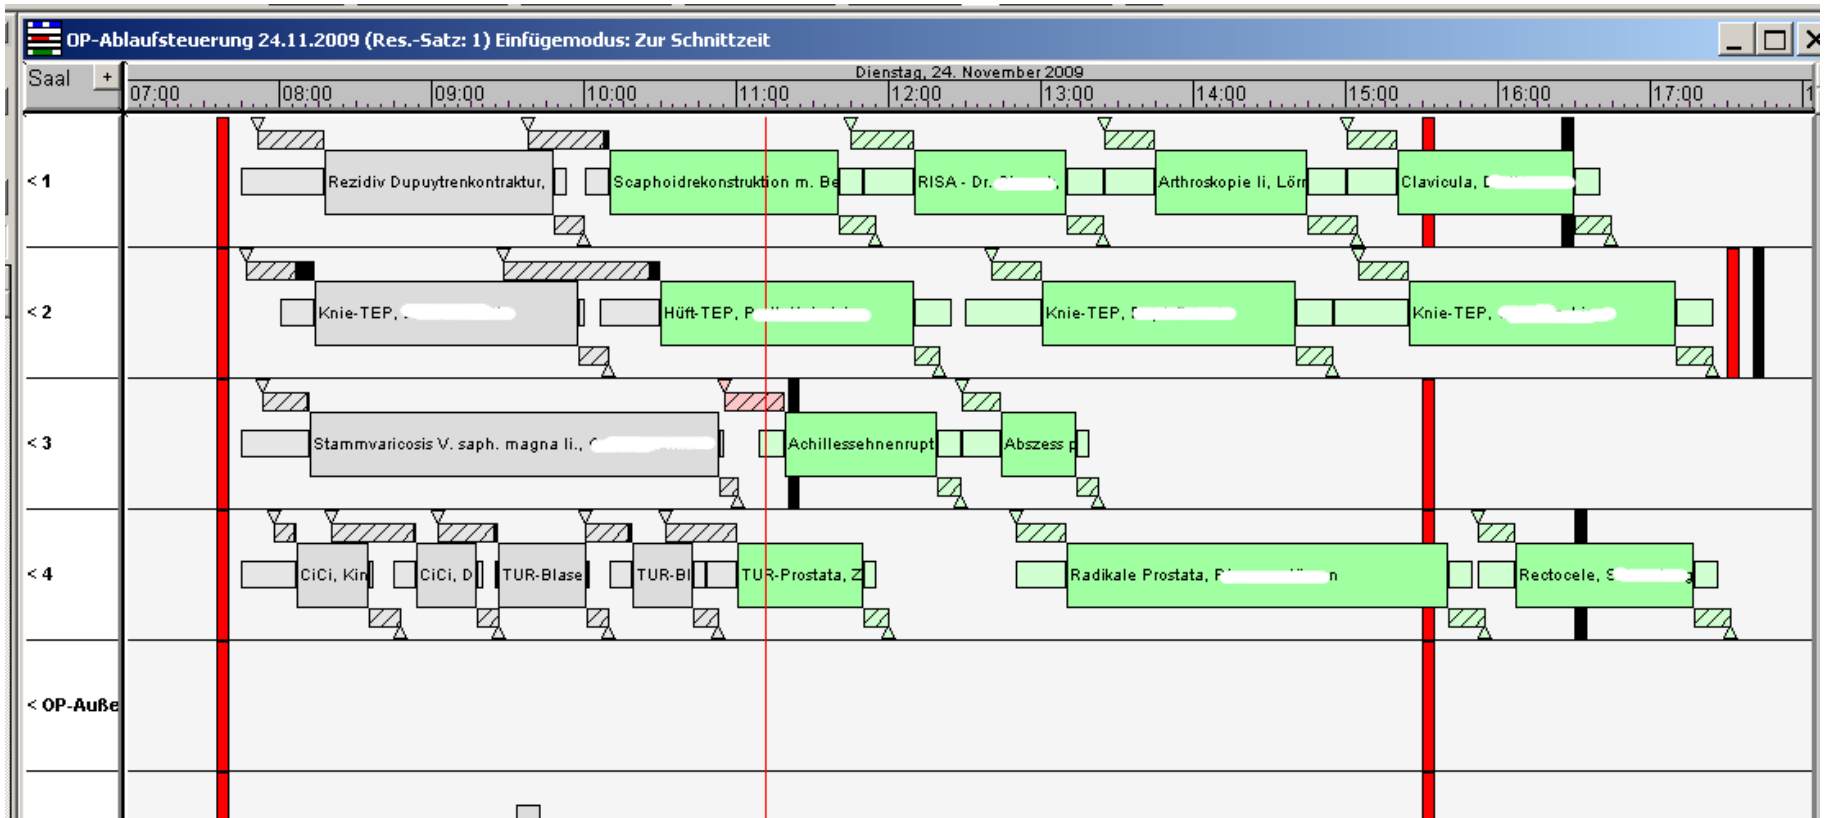 OP-Ablaufsteuerung 24.11.2009 (Res.-Satz: 1) Einfügemodus: Zur Schnittzeit
Saal +
Dienstag, 24. November 2009
07:00 08:00 09:00 10:00 11:00 12:00 13:00 14:00 15:00 16:00 17:00
< 1
Rezidiv Dupuytrenkontraktur, Scaphoidrekonstruktion m. Be RISA - Dr. Arthroskopie li, Lörr Clavicula,
< 2
Knie-TEP, Hüft-TEP, Knie-TEP, Knie-TEP,
< 3
Stammvaricosis V. saph. magna li., Achillessehnenrupt Abszess p
< 4
CiCi, Kin CiCi, D TUR-Blase TUR-Bl TUR-Prostata, Z Radikale Prostata, Rectocele,
< OP-Auße